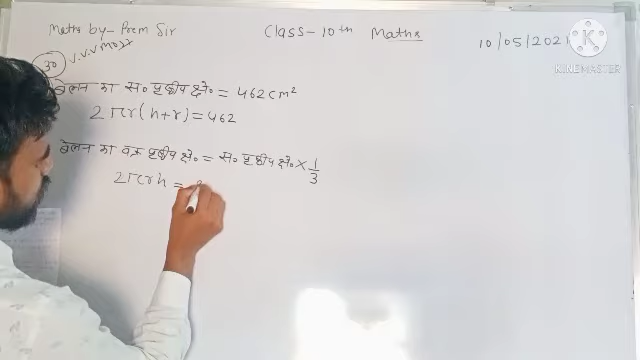 Maths by- Prem Sir
Class- 10th Maths
10/05/2021
KINEMASTER
30
V.V.V most
बेलन का स० पृष्ठीय क्षे० = 462 cm²
2πr(h+r) = 462
बेलन का वक्र पृष्ठीय क्षे० = स० पृष्ठीय क्षे० × 1/3
2πrh =